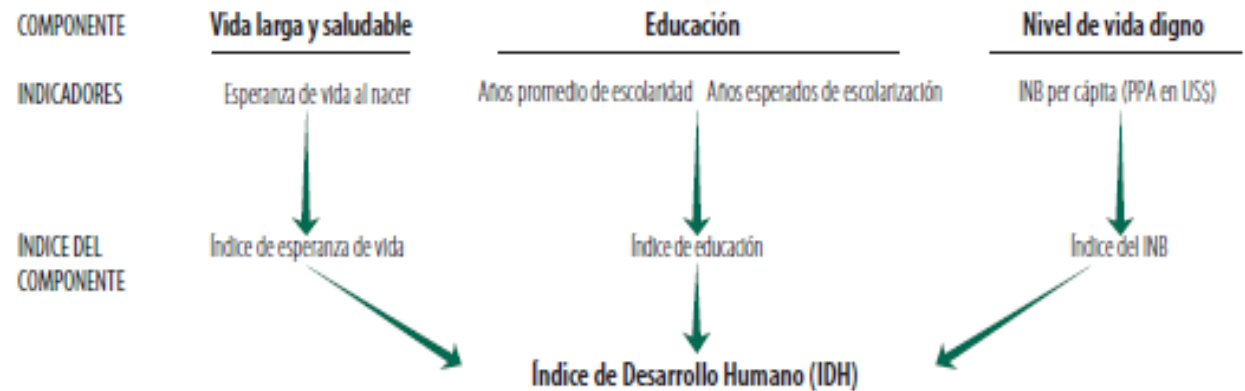 COMPONENTE Vida larga y saludable Educación Nivel de vida digno
INDICADORES Esperanza de vida al nacer Años promedio de escolaridad Años esperados de escolarización INB per cápita (PPA en US$)
ÍNDICE DEL COMPONENTE Índice de esperanza de vida Índice de educación Índice del INB
Índice de Desarrollo Humano (IDH)